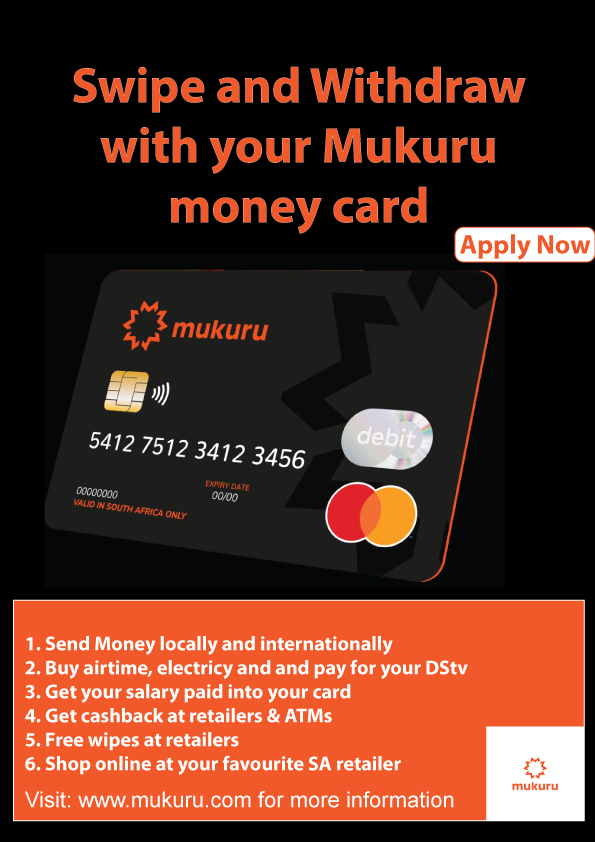 Swipe and Withdraw
with your Mukuru
money card
Apply Now
mukuru
debit
5412 7512 3412 3456
00000000
EXPIRY DATE
00/00
VALID IN SOUTH AFRICA ONLY
1. Send Money locally and internationally
2. Buy airtime, electricy and and pay for your DStv
3. Get your salary paid into your card
4. Get cashback at retailers & ATMs
5. Free wipes at retailers
6. Shop online at your favourite SA retailer
Visit: www.mukuru.com for more information
mukuru